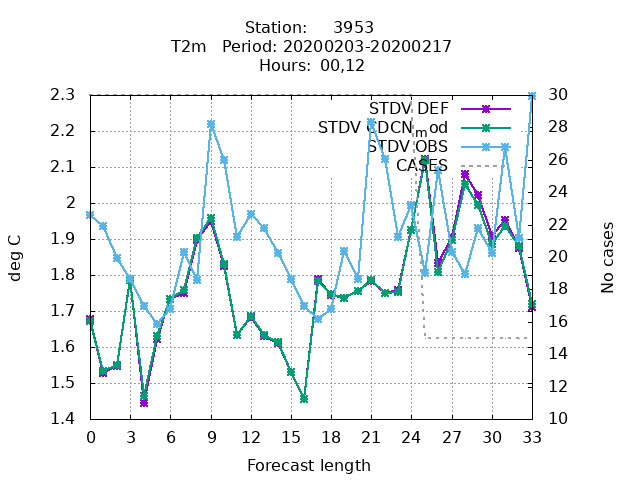 Station: 3953
T2m Period: 20200203-20200217
Hours: 00,12
2.3
2.2
2.1
2
1.9
1.8
1.7
1.6
1.5
1.4
deg C
STDV DEF
STDV CDCNmod
STDV OBS
CASES
30
28
26
24
22
20
18
16
14
12
10
No cases
0 3 6 9 12 15 18 21 24 27 30 33
Forecast length